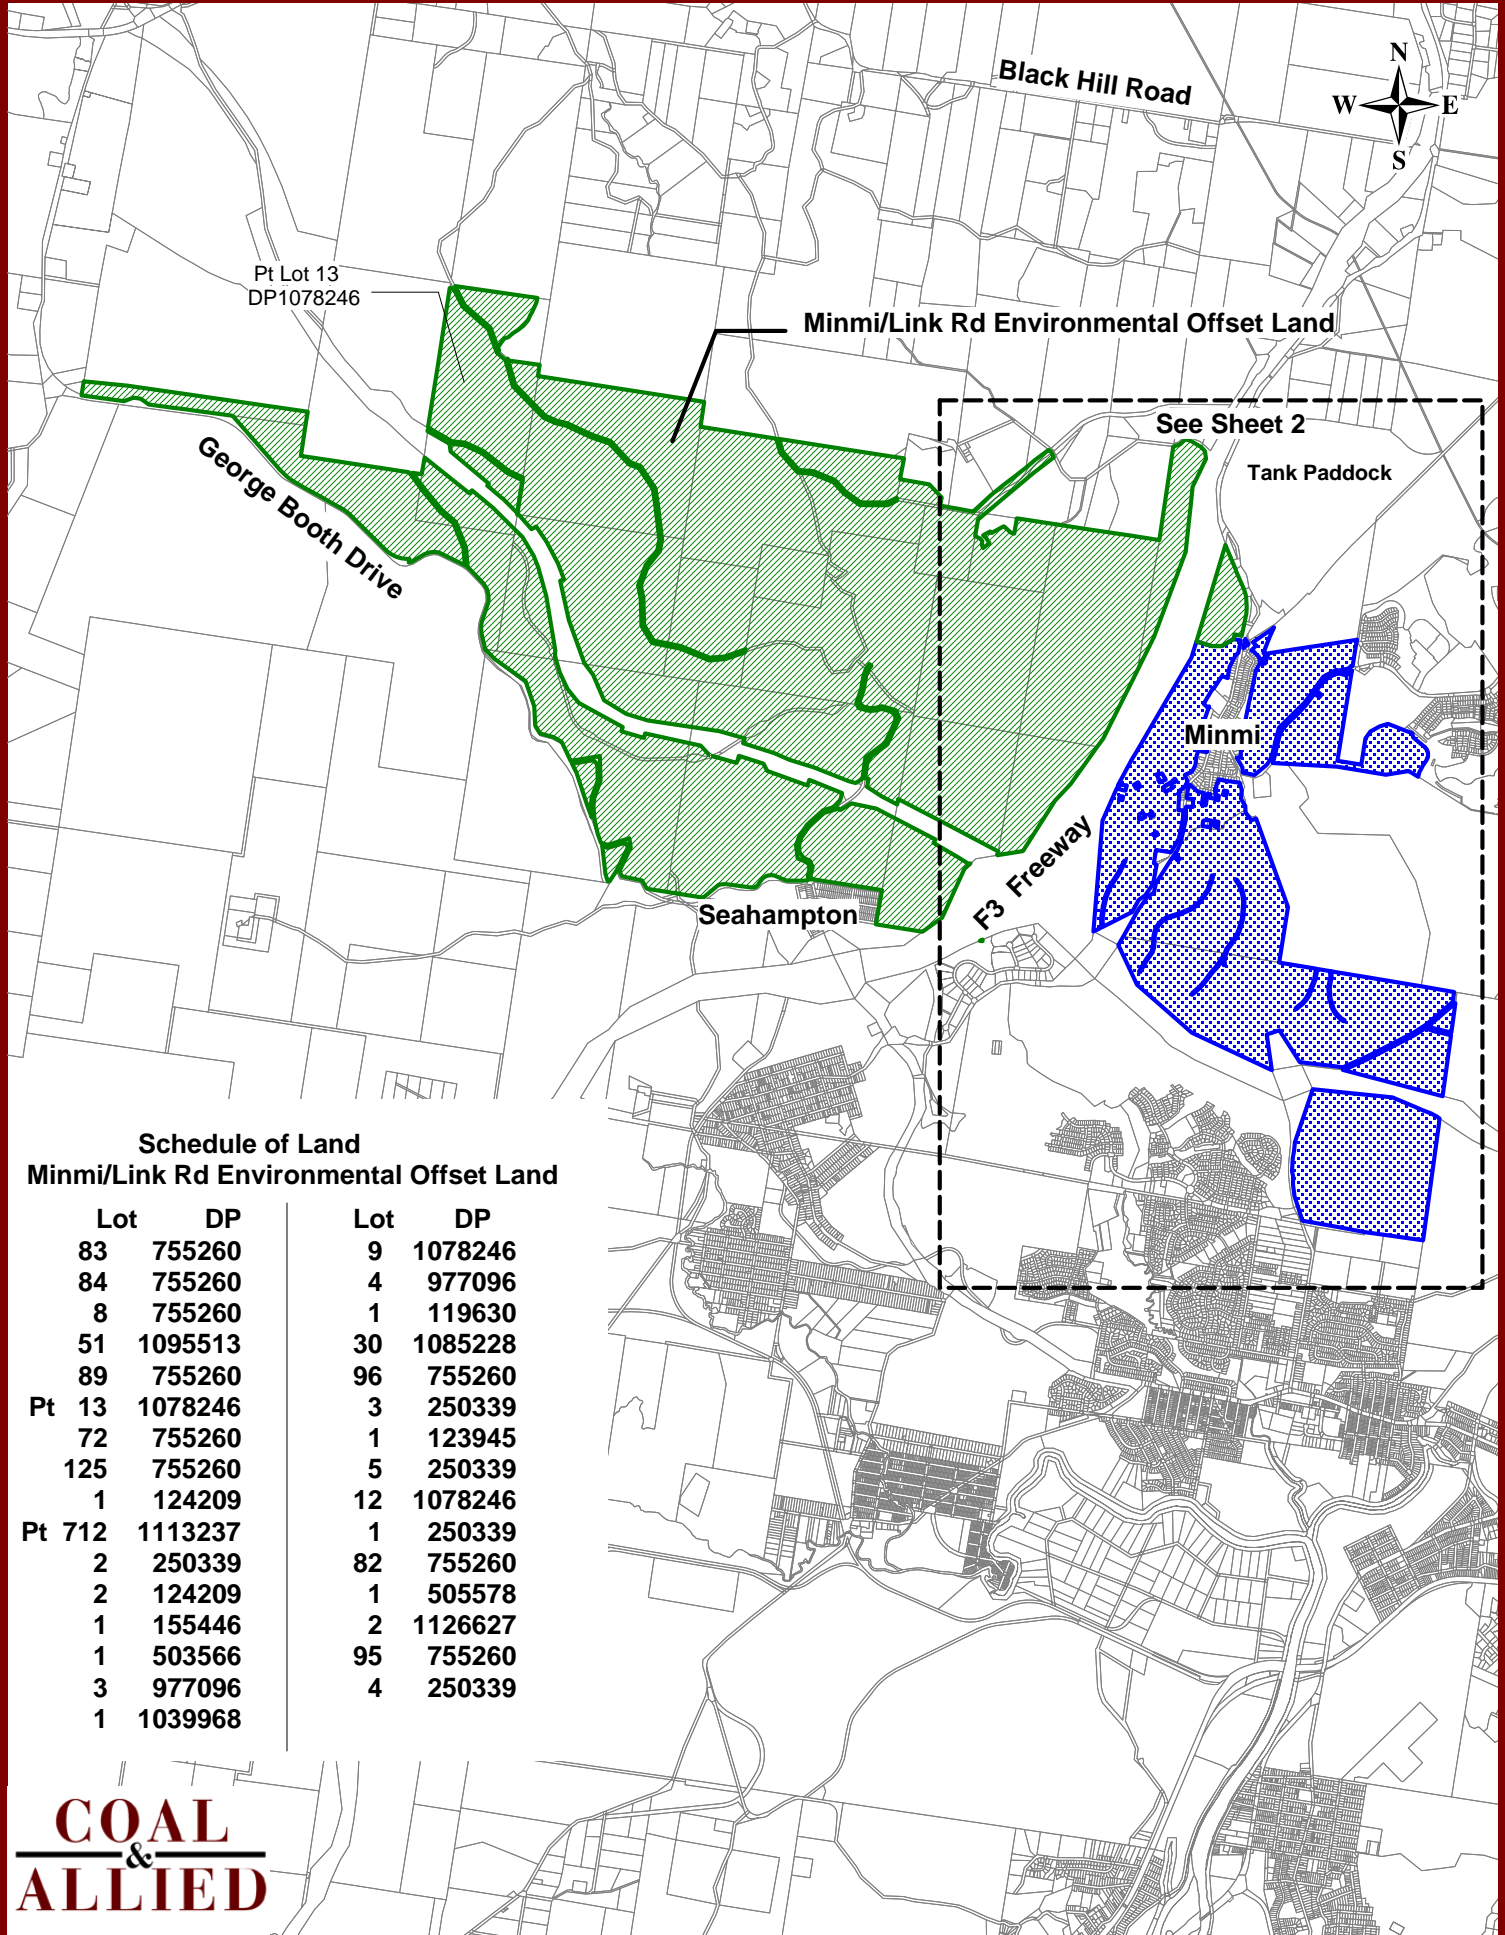 Black Hill Road
N
W E
S
Pt Lot 13
DP1078246
Minmi/Link Rd Environmental Offset Land
See Sheet 2
Tank Paddock
George Booth Drive
Minmi
F3 Freeway
Seahampton
Schedule of Land
Minmi/Link Rd Environmental Offset Land
Lot DP Lot DP
83 755260 9 1078246
84 755260 4 977096
8 755260 1 119630
51 1095513 30 1085228
89 755260 96 755260
Pt 13 1078246 3 250339
72 755260 1 123945
125 755260 5 250339
1 124209 12 1078246
Pt 712 1113237 1 250339
2 250339 82 755260
2 124209 1 505578
1 155446 2 1126627
1 503566 95 755260
3 977096 4 250339
1 1039968
COAL
&
ALLIED